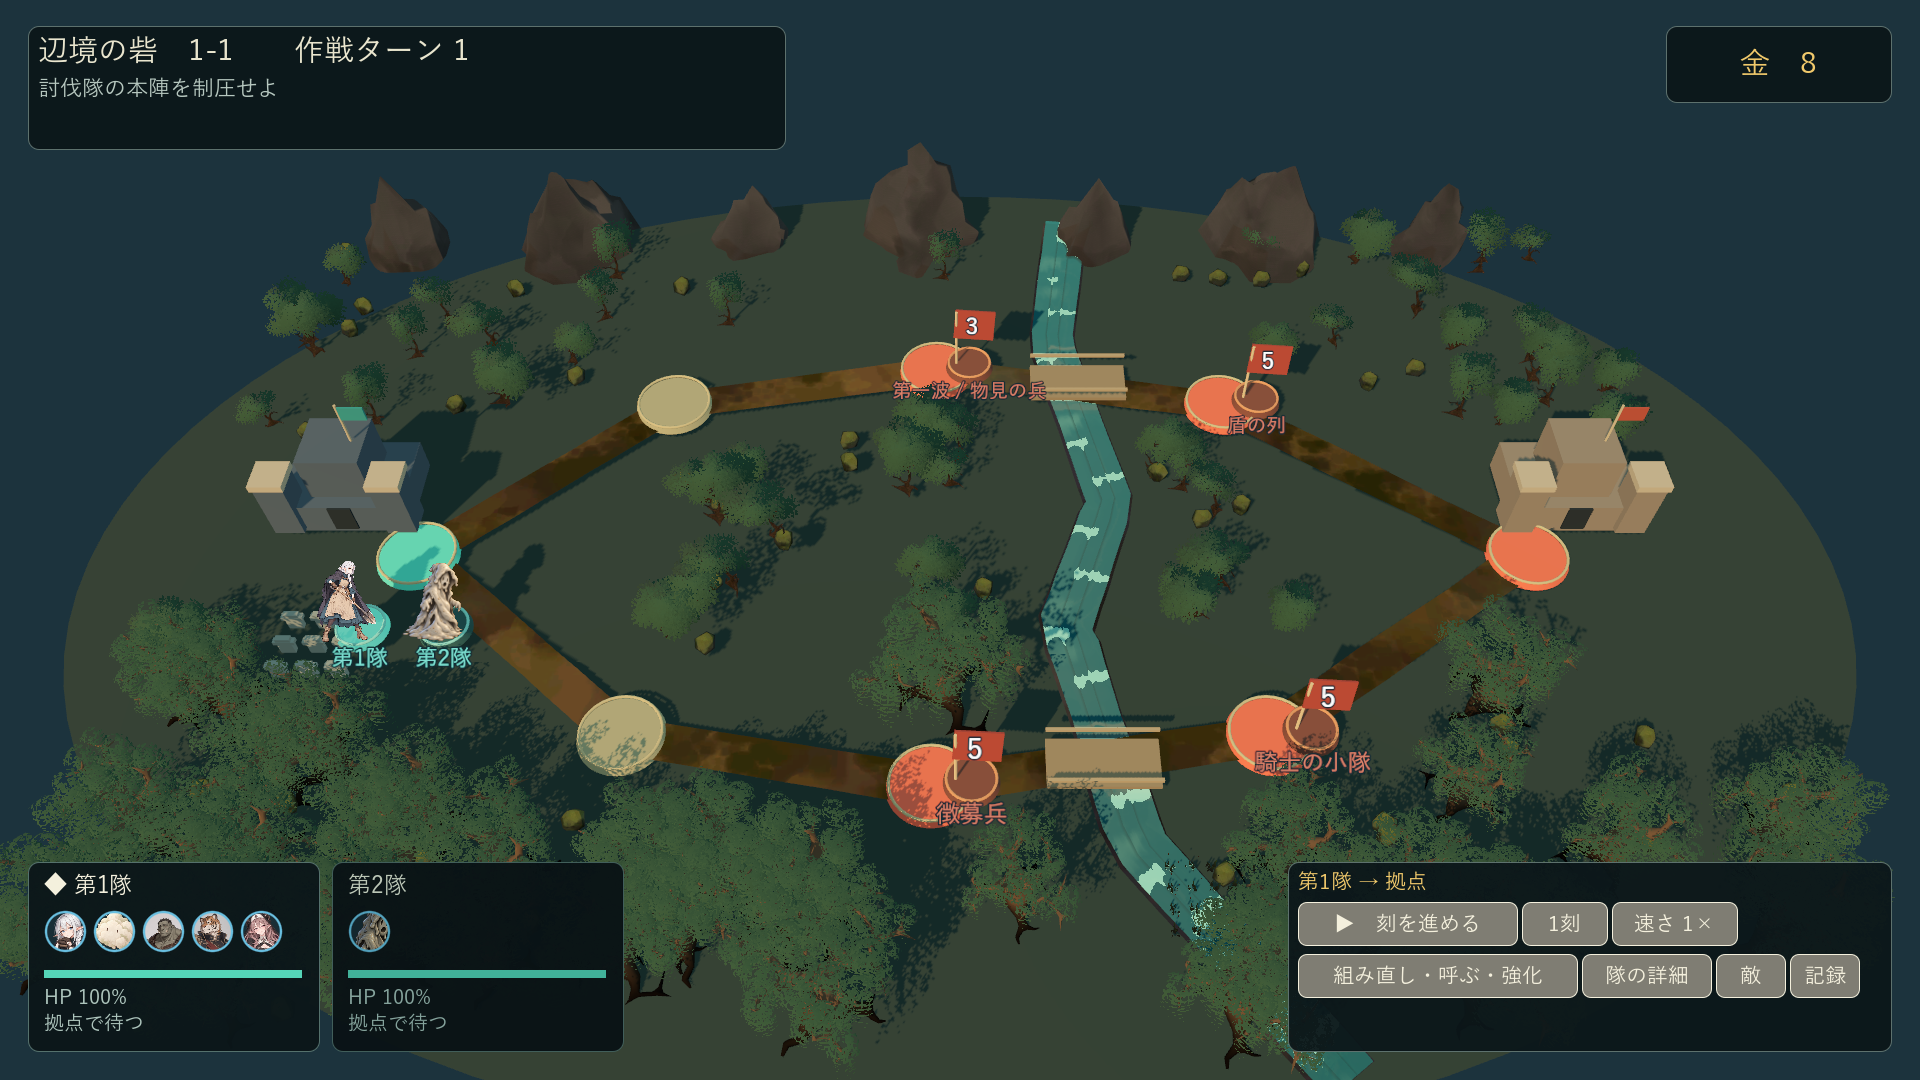 辺境の砦　1-1　　作戦ターン 1
討伐隊の本陣を制圧せよ
金　8
3
第一波 / 物見の兵
5
盾の列
第1隊
第2隊
5
徴募兵
5
騎士の小隊
◆ 第1隊
HP 100%
拠点で待つ
第2隊
HP 100%
拠点で待つ
第1隊 → 拠点
▶　刻を進める
1刻
速さ 1×
組み直し・呼ぶ・強化
隊の詳細
敵
記録